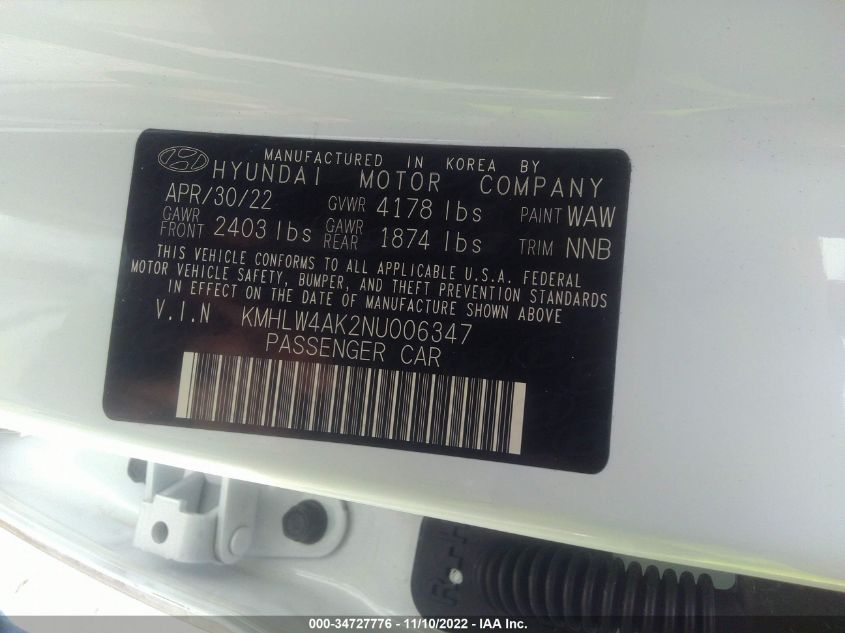 MANUFACTURED IN KOREA BY
HYUNDAI MOTOR COMPANY
APR/30/22 GVWR 4178 lbs PAINT WAW
GAWR FRONT 2403 lbs GAWR REAR 1874 lbs TRIM NNB
THIS VEHICLE CONFORMS TO ALL APPLICABLE U.S.A. FEDERAL
MOTOR VEHICLE SAFETY, BUMPER, AND THEFT PREVENTION STANDARDS
IN EFFECT ON THE DATE OF MANUFACTURE SHOWN ABOVE
V.I.N KMHLW4AK2NU006347
PASSENGER CAR
000-34727776 - 11/10/2022 - IAA Inc.